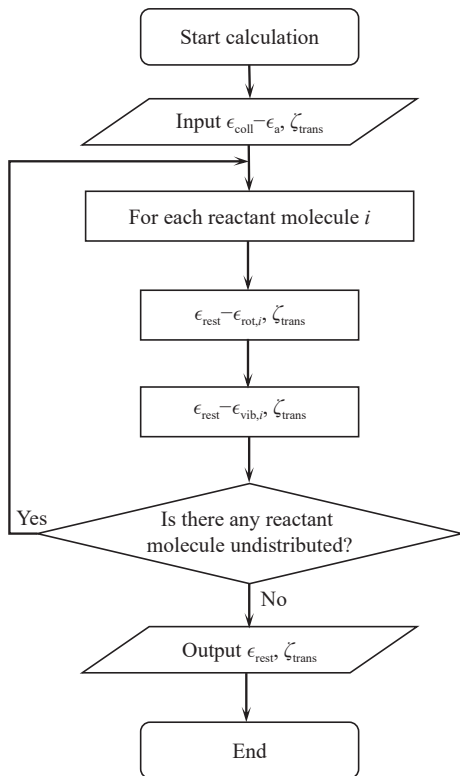 Start calculation
Input ϵcoll−ϵa, ζtrans
For each reactant molecule i
ϵrest−ϵrot,i, ζtrans
ϵrest−ϵvib,i, ζtrans
Is there any reactant
molecule undistributed?
Yes
No
Output ϵrest, ζtrans
End